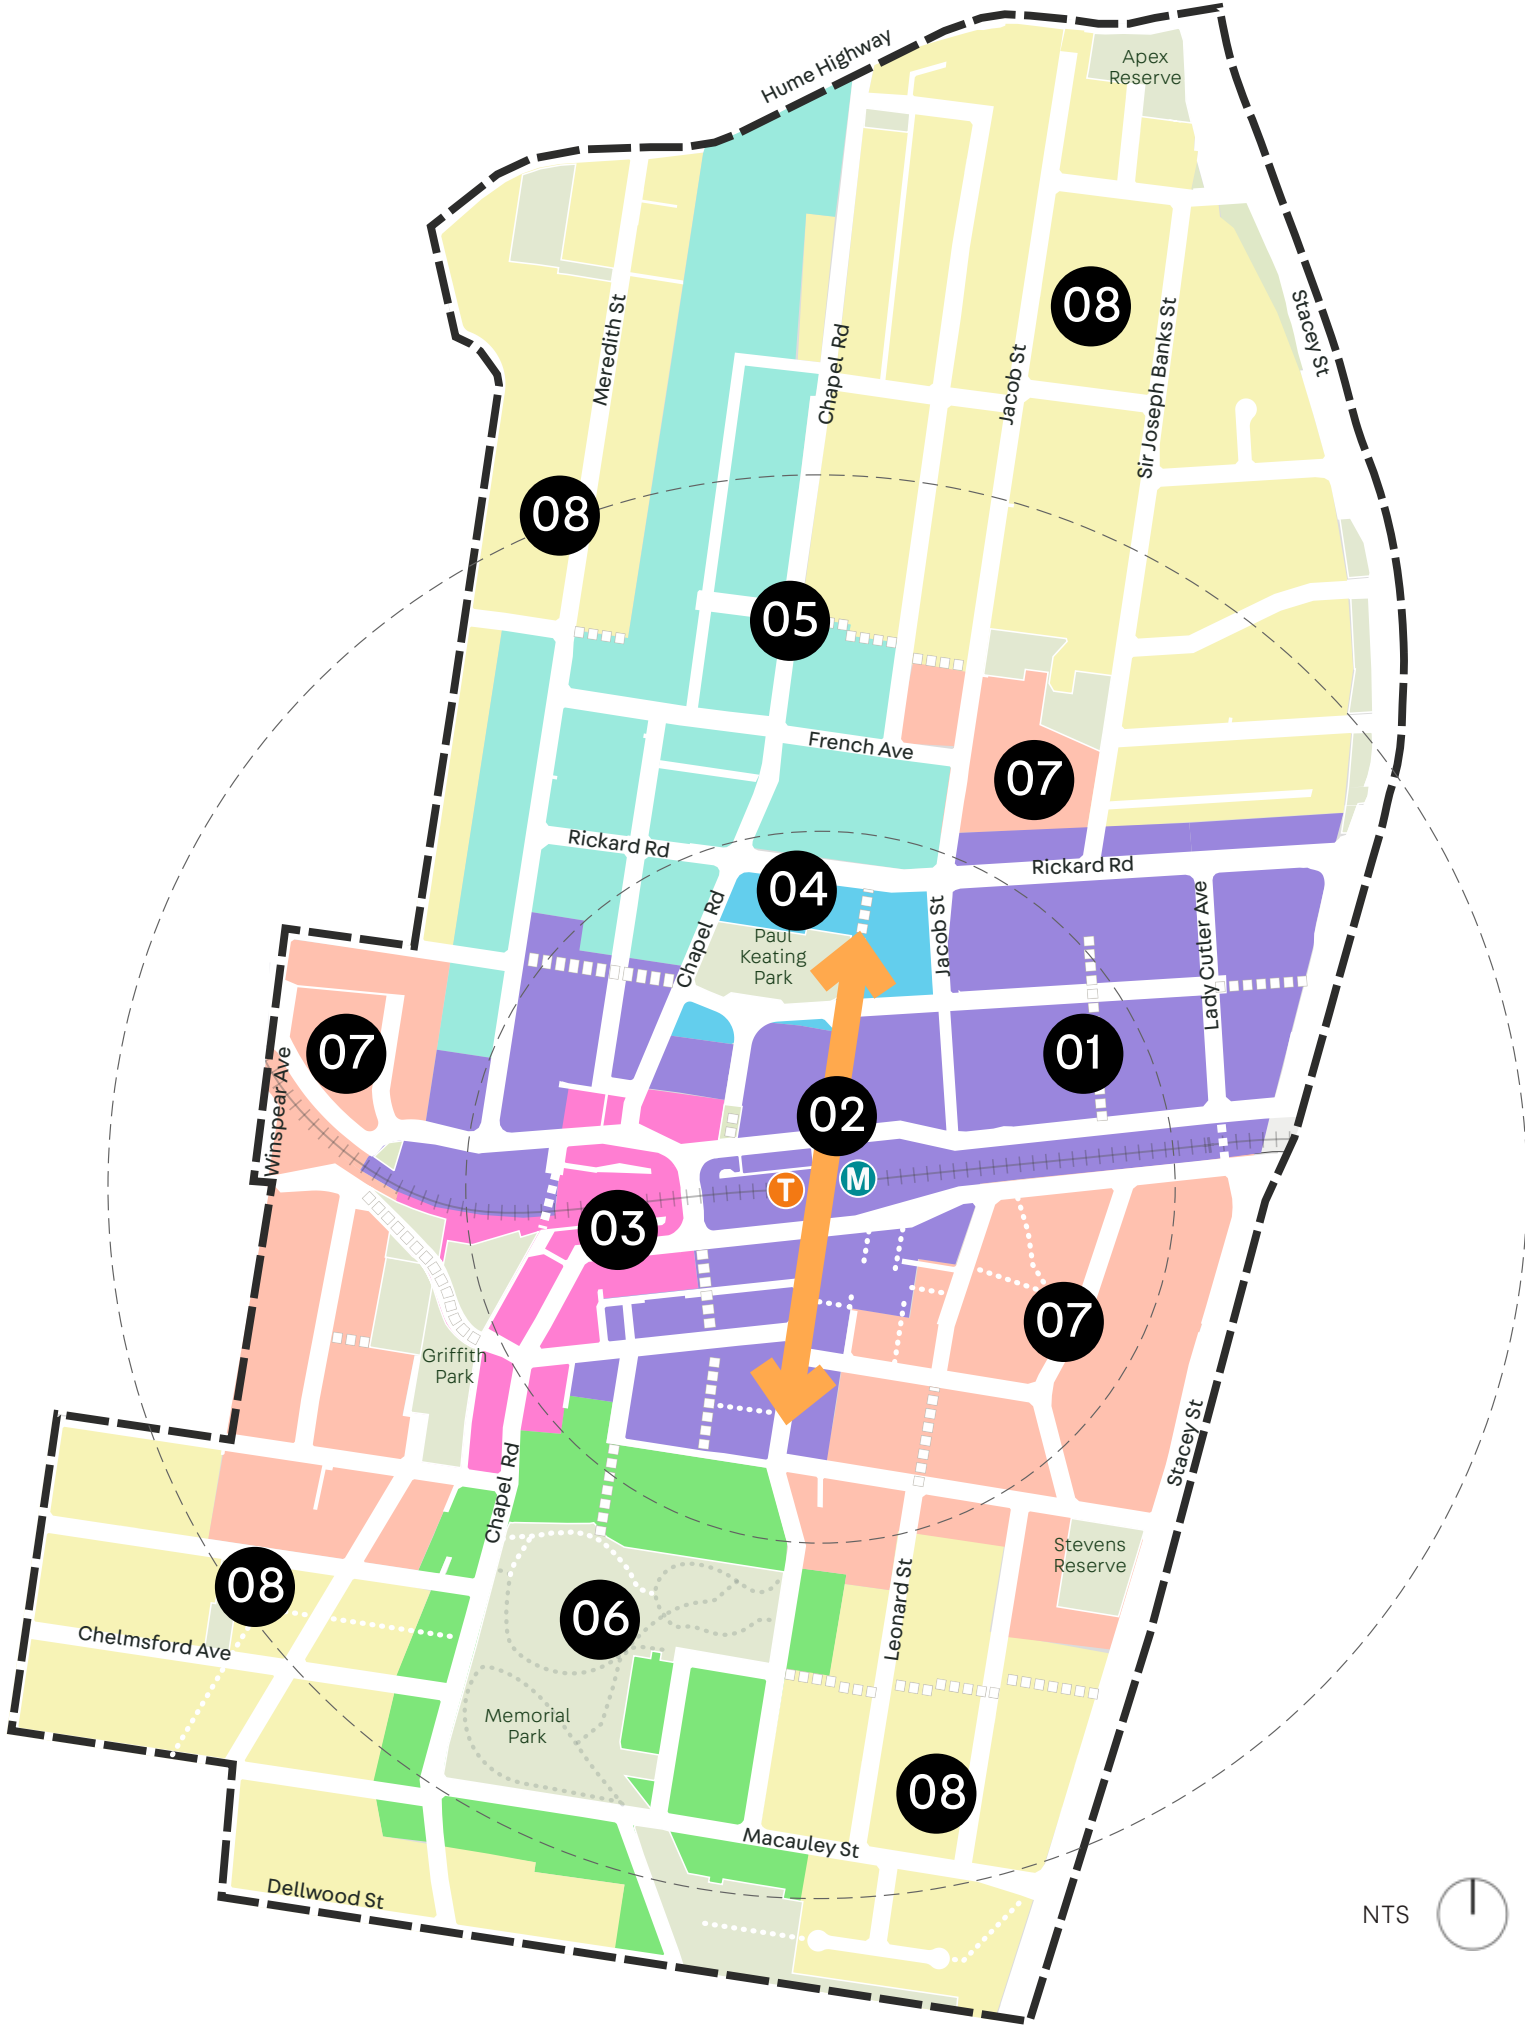 Hume Highway
Apex
Reserve
08
Meredith St
Chapel Rd
Jacob St
Sir Joseph Banks St
Stacey St
08
05
French Ave
07
Rickard Rd
Rickard Rd
04
Paul
Keating
Park
Chapel Rd
Jacob St
Lady Cutler Ave
07
01
Winspear Ave
02
T
M
03
07
Griffith
Park
Chapel Rd
Stacey St
Stevens
Reserve
08
06
Leonard St
Chelmsford Ave
Memorial
Park
08
Macauley St
Dellwood St
NTS